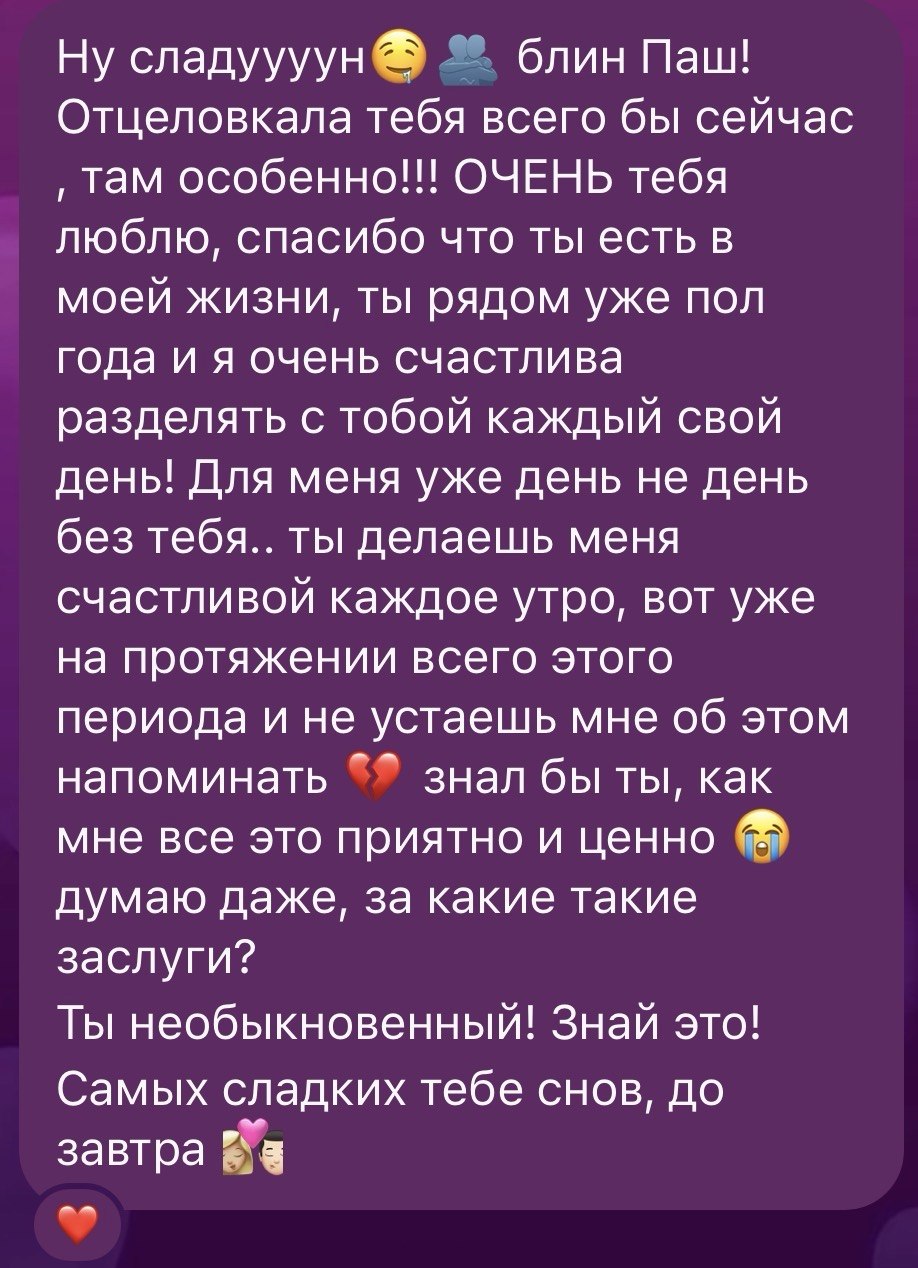 Ну сладуууун🤤🫂 блин Паш!
Отцеловкала тебя всего бы сейчас
, там особенно!!! ОЧЕНЬ тебя
люблю, спасибо что ты есть в
моей жизни, ты рядом уже пол
года и я очень счастлива
разделять с тобой каждый свой
день! Для меня уже день не день
без тебя.. ты делаешь меня
счастливой каждое утро, вот уже
на протяжении всего этого
периода и не устаешь мне об этом
напоминать 💔 знал бы ты, как
мне все это приятно и ценно 😭
думаю даже, за какие такие
заслуги?
Ты необыкновенный! Знай это!
Самых сладких тебе снов, до
завтра 👩🏼‍❤️‍💋‍👨🏻
❤️